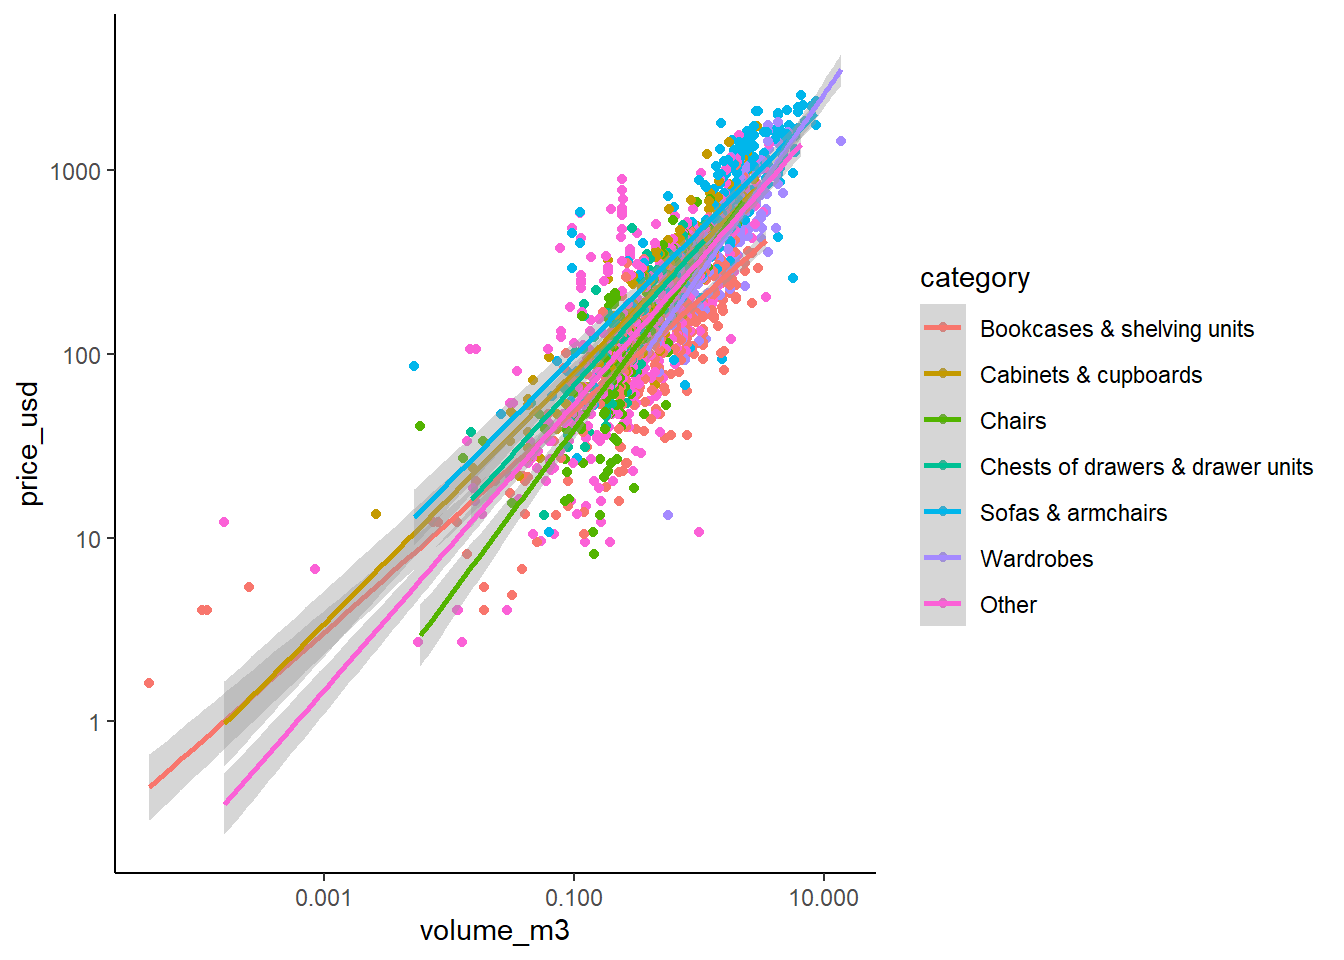 1000
100
10
1
price_usd
0.001 0.100 10.000
volume_m3
category
Bookcases & shelving units
Cabinets & cupboards
Chairs
Chests of drawers & drawer units
Sofas & armchairs
Wardrobes
Other